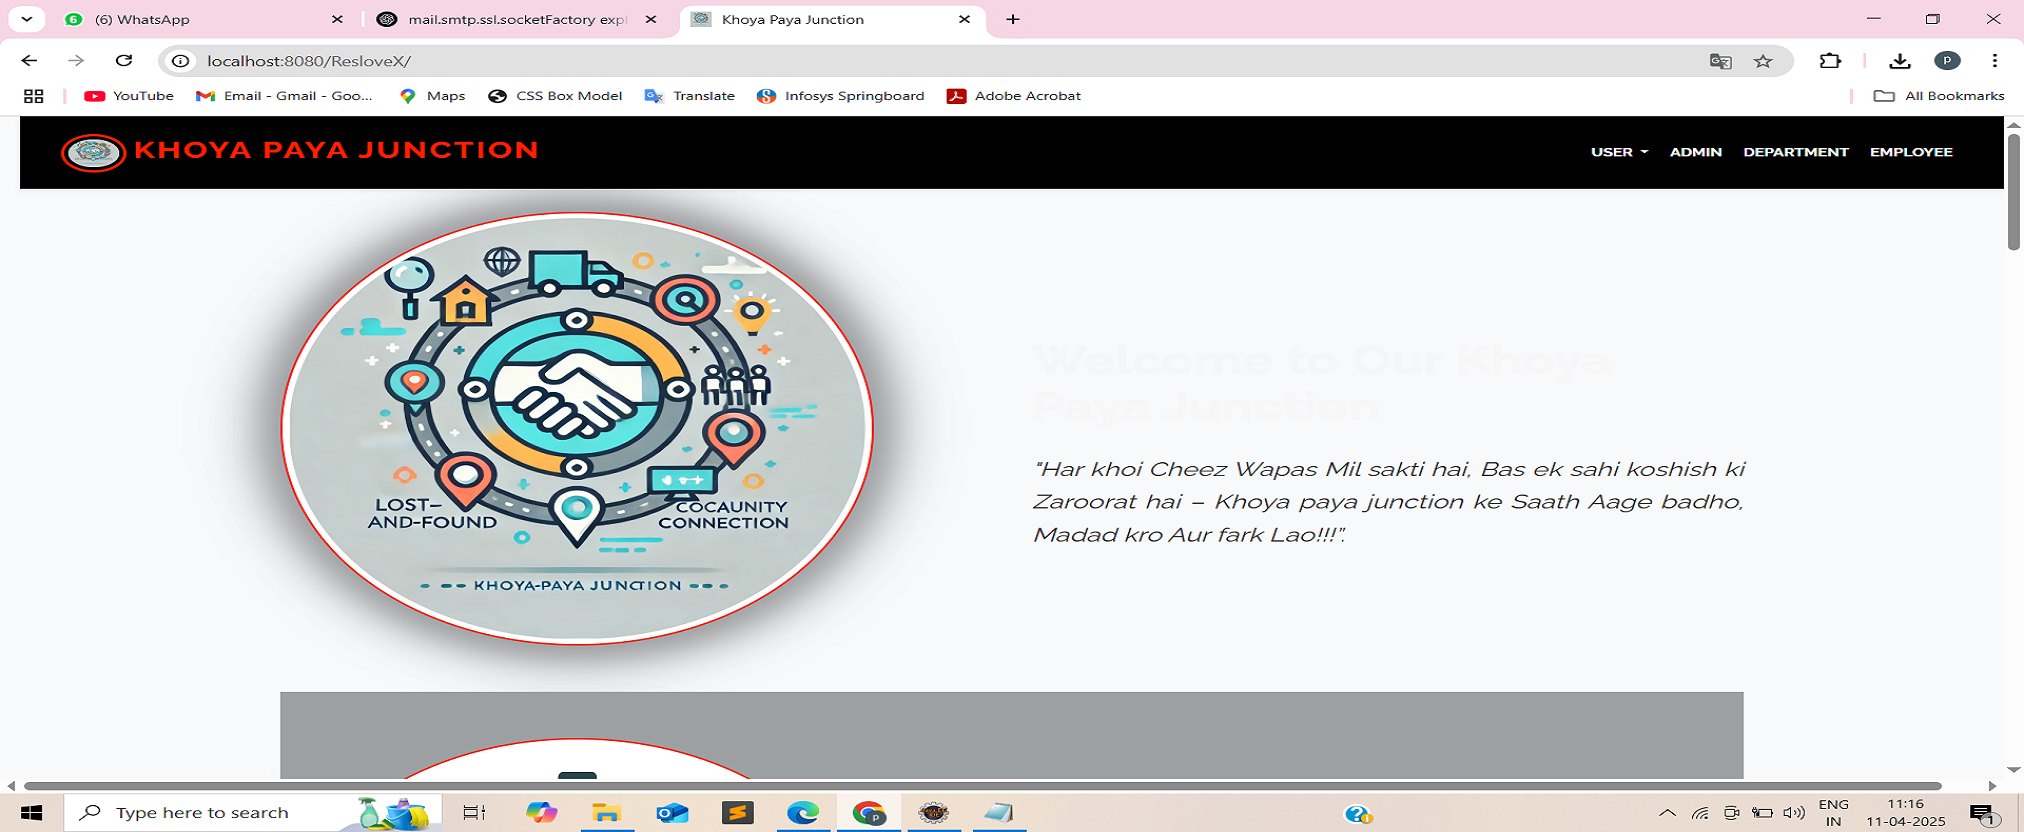 (6) WhatsApp
mail.smtp.ssl.socketFactory expl
Khoya Paya Junction
localhost:8080/ResloveX/
YouTube
Email - Gmail - Goo...
Maps
CSS Box Model
Translate
Infosys Springboard
Adobe Acrobat
All Bookmarks
KHOYA PAYA JUNCTION
USER
ADMIN
DEPARTMENT
EMPLOYEE
LOST-
AND-FOUND
COCAUNITY
CONNECTION
KHOYA-PAYA JUNCTION
Welcome to Our Khoya
Paya Junction
"Har khoi Cheez Wapas Mil sakti hai, Bas ek sahi koshish ki
Zaroorat hai – Khoya paya junction ke Saath Aage badho,
Madad kro Aur fark Lao!!!".
Type here to search
ENG
IN
11:16
11-04-2025
1